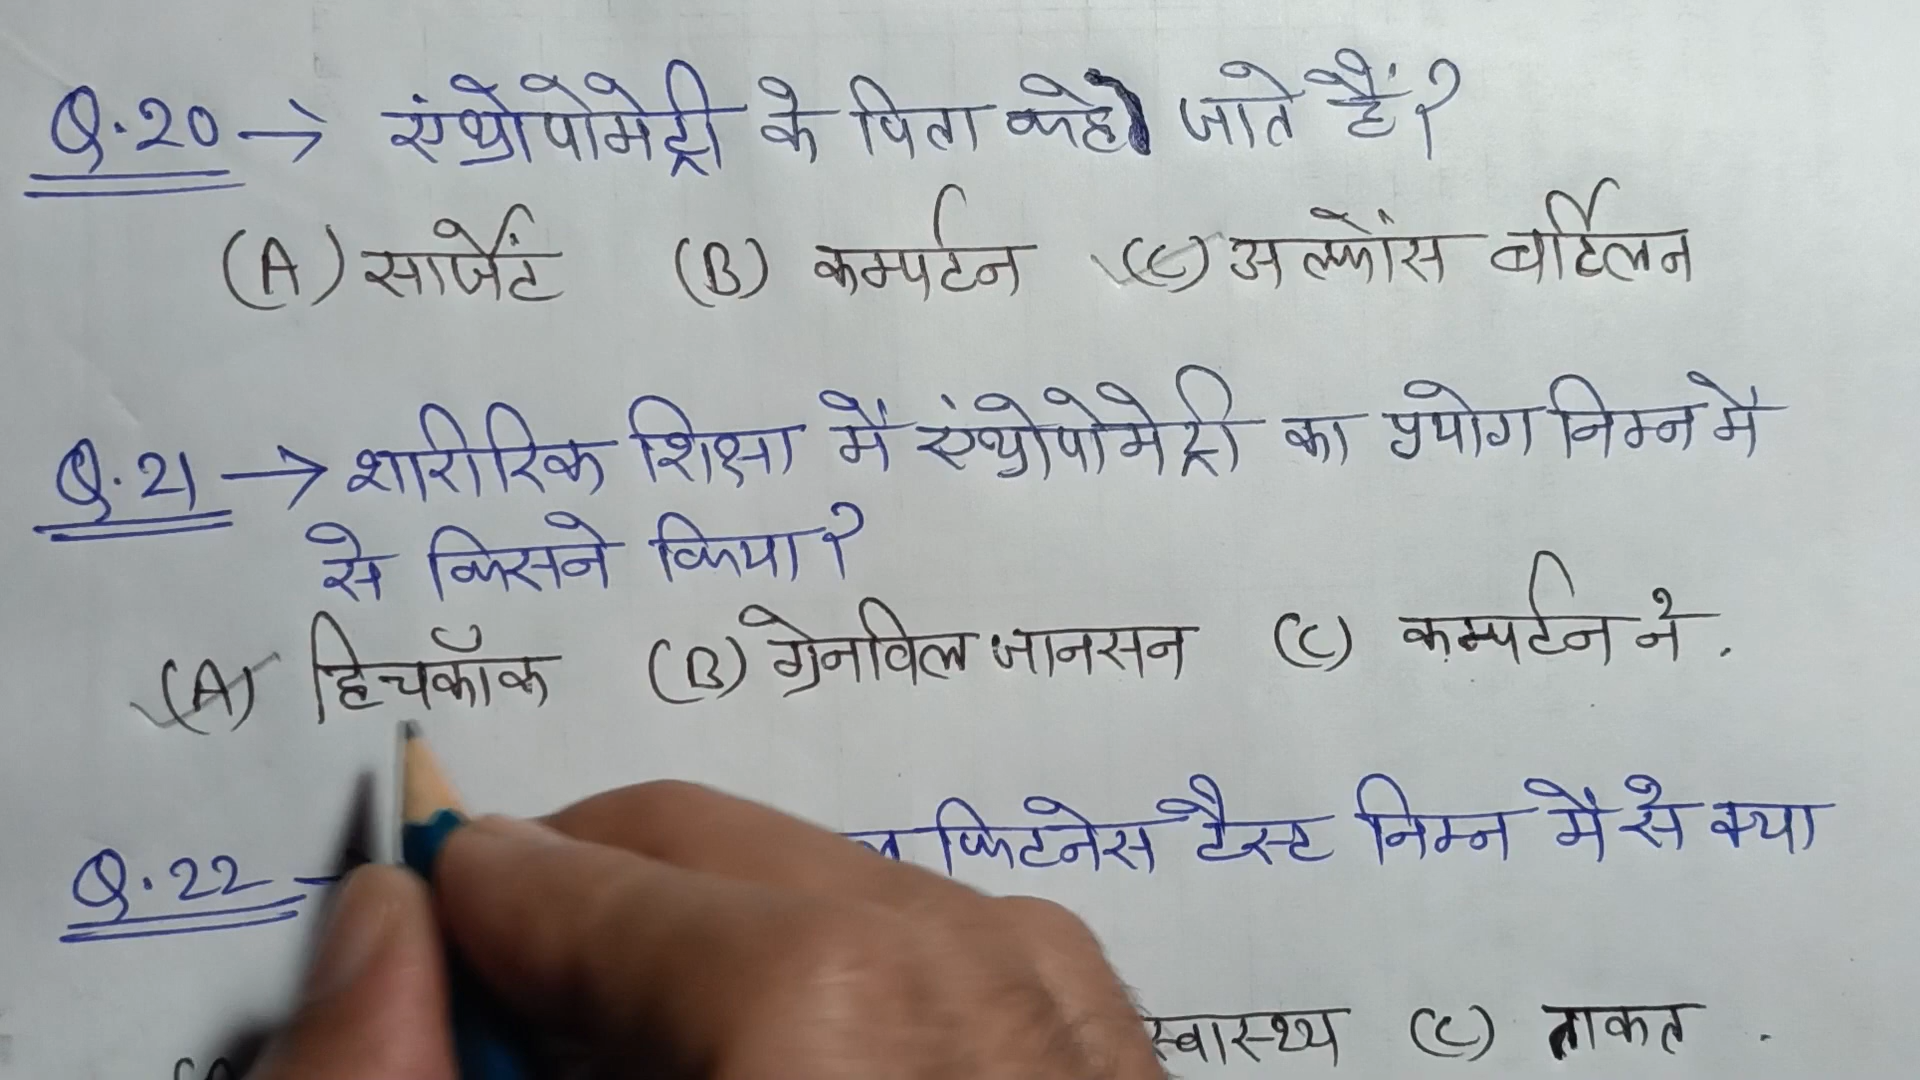 Q.20 → एंथ्रोपोमेट्री के पिता कहे जाते हैं?
(A) सार्जेंट (B) कम्पर्टन (C) अल्फोंस बर्टिलन
Q.21 → शारीरिक शिक्षा में एंथ्रोपोमेट्री का प्रयोग निम्न में
से किसने किया?
(A) हिचकॉक (B) ग्रेनविल जानसन (C) कम्पर्टन ने.
Q.22 फिटनेस टैस्ट निम्न में से क्या
स्वास्थ्य (C) ताकत.